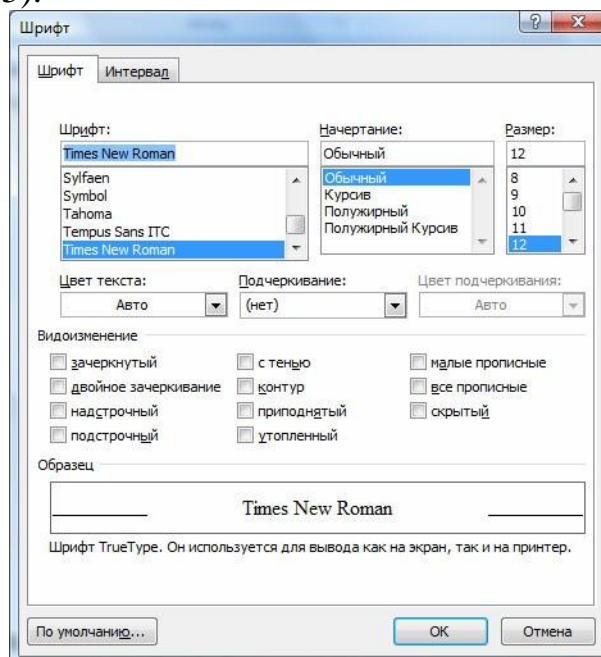 3).
Шрифт
Шрифт Интервал
Шрифт: Начертание: Размер:
Times New Roman Обычный 12
Sylfaen Обычный 8
Symbol Курсив 9
Tahoma Полужирный 10
Tempus Sans ITC Полужирный Курсив 11
Times New Roman 12
Цвет текста: Подчеркивание: Цвет подчеркивания:
Авто (нет) Авто
Видоизменение
зачеркнутый с тенью малые прописные
двойное зачеркивание контур все прописные
надстрочный приподнятый скрытый
подстрочный утопленный
Образец
Times New Roman
Шрифт TrueType. Он используется для вывода как на экран, так и на принтер.
По умолчанию... ОК Отмена